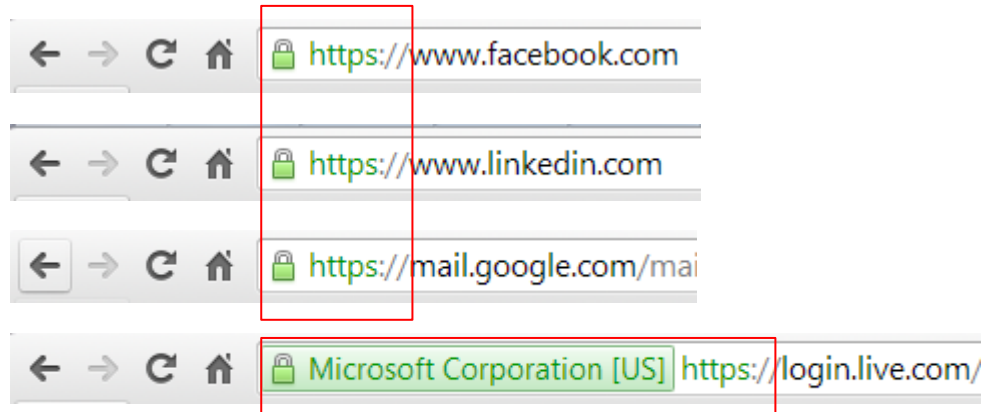 https://www.facebook.com
https://www.linkedin.com
https://mail.google.com/mai
Microsoft Corporation [US] https://login.live.com/